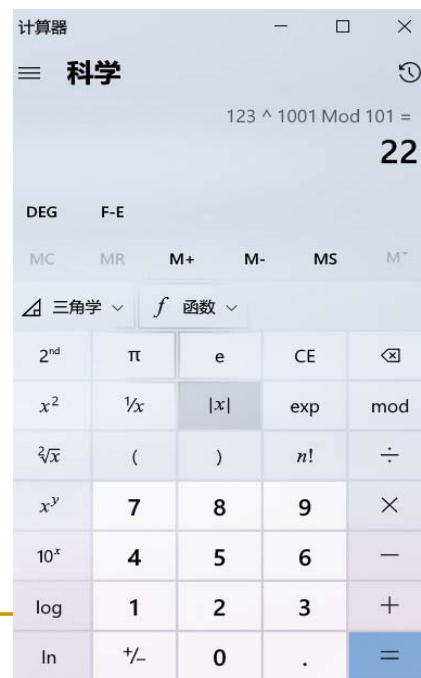 计算器
科学
123 ^ 1001 Mod 101 =
22
DEG F-E
MC MR M+ M- MS M˅
三角学 f 函数
2ⁿᵈ π e CE
x² ¹/x |x| exp mod
²√x ( ) n! ÷
xʸ 7 8 9 ×
10ˣ 4 5 6 −
log 1 2 3 +
ln +/− 0 . =